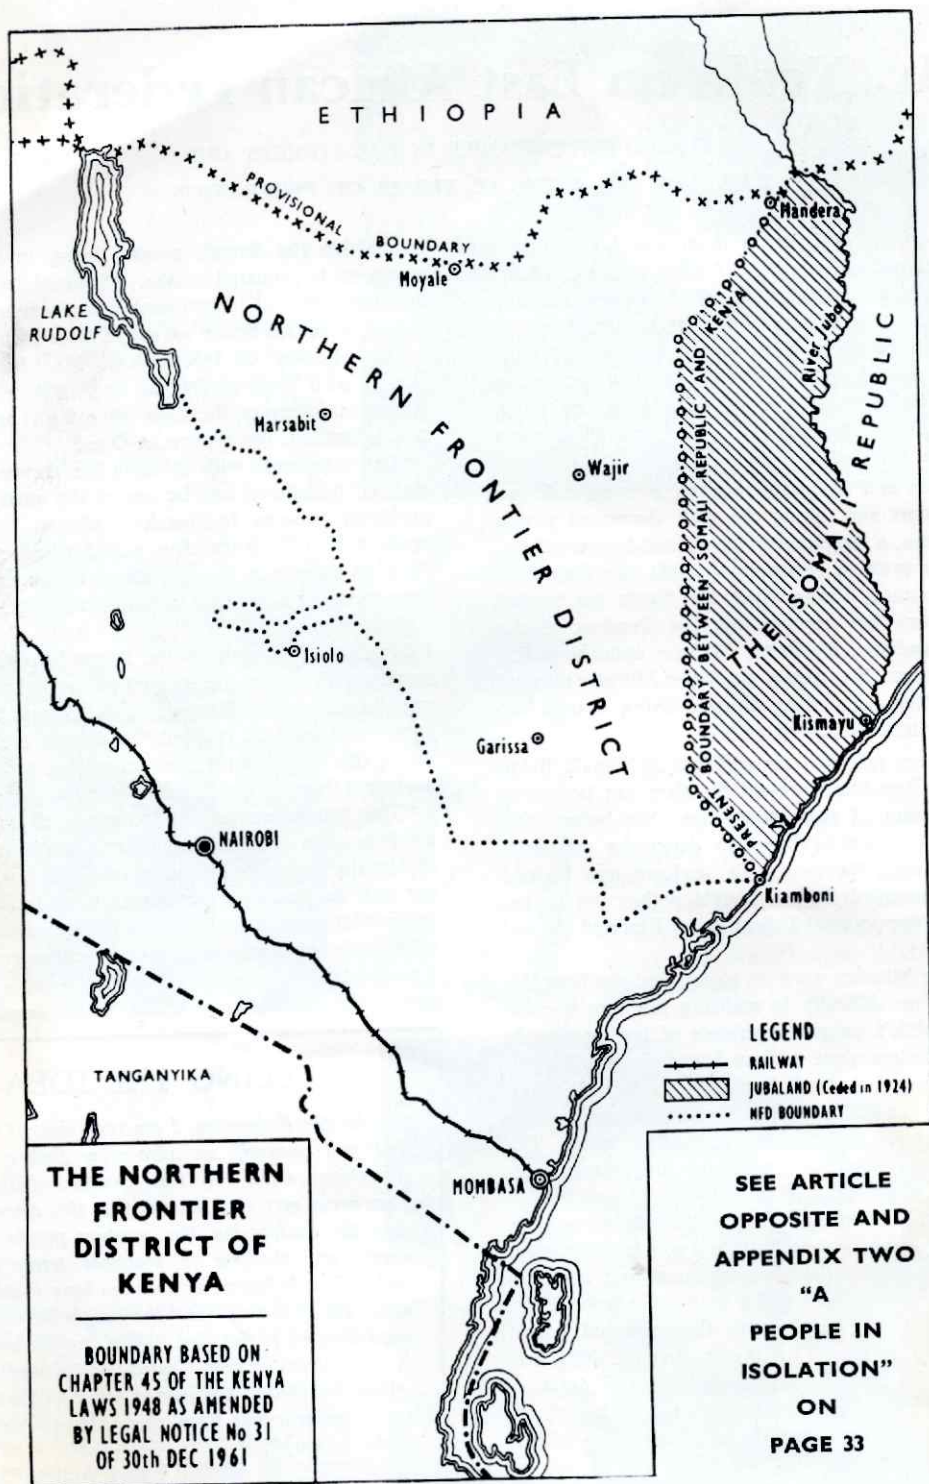 ETHIOPIA
PROVISIONAL
BOUNDARY
Mandera
Moyale
LAKE
RUDOLF
NORTHERN FRONTIER DISTRICT
Marsabit
Wajir
River Juba
PRESENT BOUNDARY BETWEEN SOMALI REPUBLIC AND
KENYA
THE SOMALI REPUBLIC
Isiolo
Garissa
Kismayu
NAIROBI
Kiamboni
TANGANYIKA
MOMBASA
LEGEND
RAILWAY
JUBALAND (Ceded in 1924)
NFD BOUNDARY
THE NORTHERN
FRONTIER
DISTRICT OF
KENYA
BOUNDARY BASED ON
CHAPTER 45 OF THE KENYA
LAWS 1948 AS AMENDED
BY LEGAL NOTICE No 31
OF 30th DEC 1961
SEE ARTICLE
OPPOSITE AND
APPENDIX TWO
“A
PEOPLE IN
ISOLATION”
ON
PAGE 33